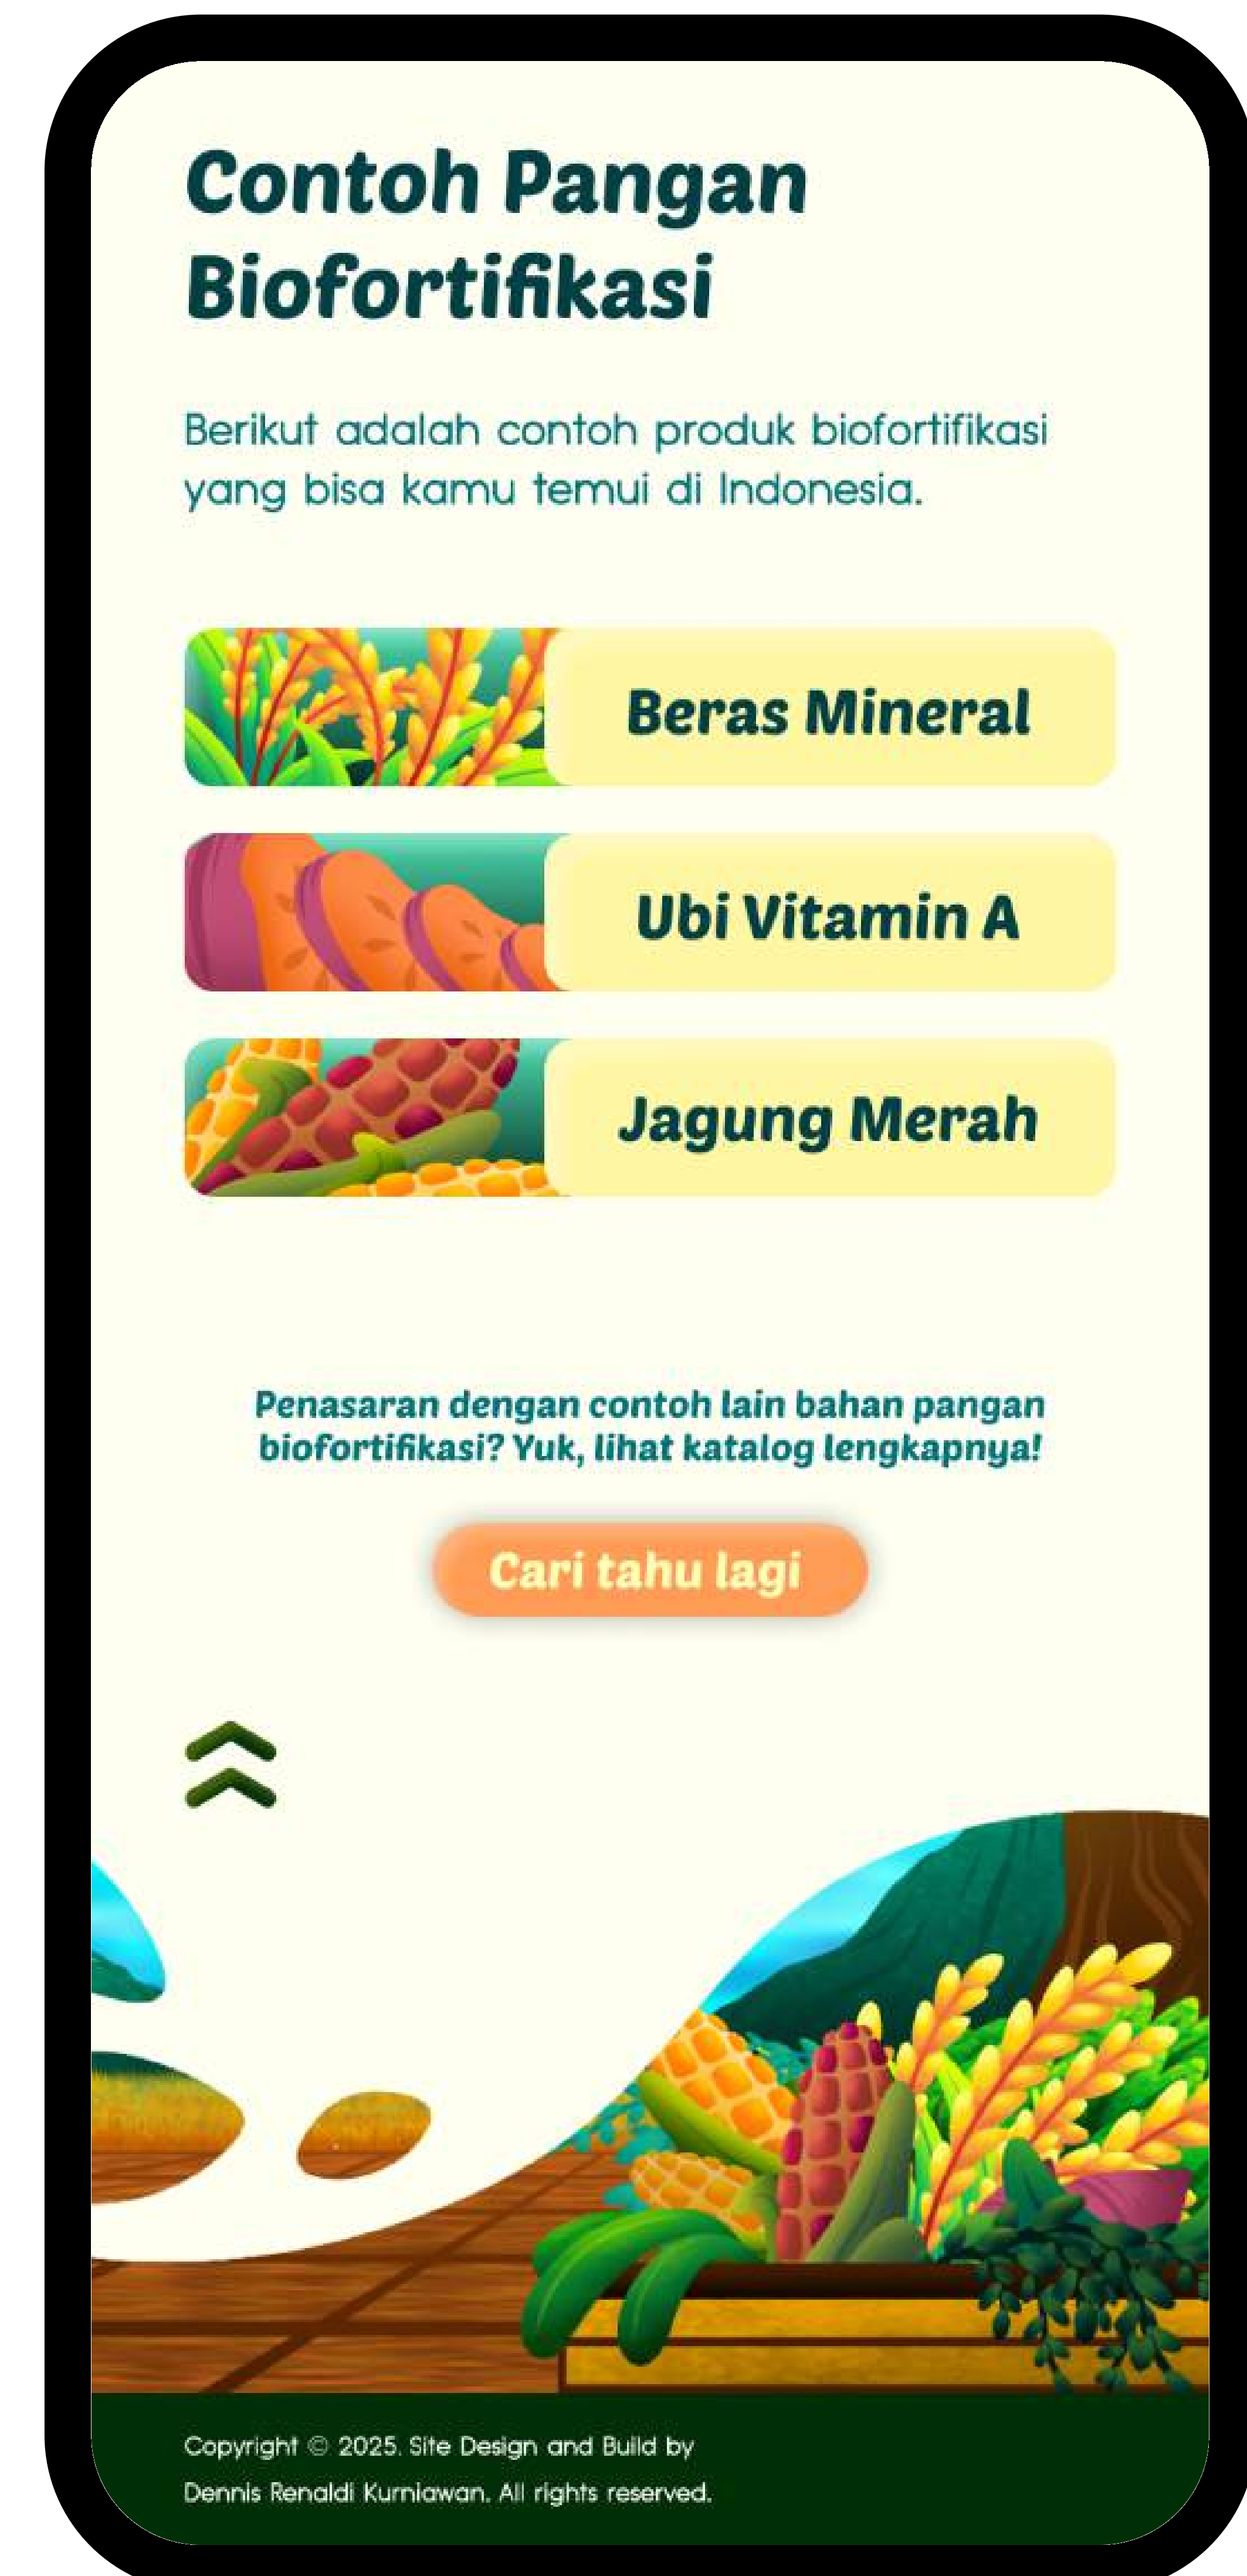 Contoh Pangan
Biofortifikasi
Berikut adalah contoh produk biofortifikasi
yang bisa kamu temui di Indonesia.
Beras Mineral
Ubi Vitamin A
Jagung Merah
Penasaran dengan contoh lain bahan pangan
biofortifikasi? Yuk, lihat katalog lengkapnya!
Cari tahu lagi
Copyright © 2025. Site Design and Build by
Dennis Renaldi Kurniawan. All rights reserved.